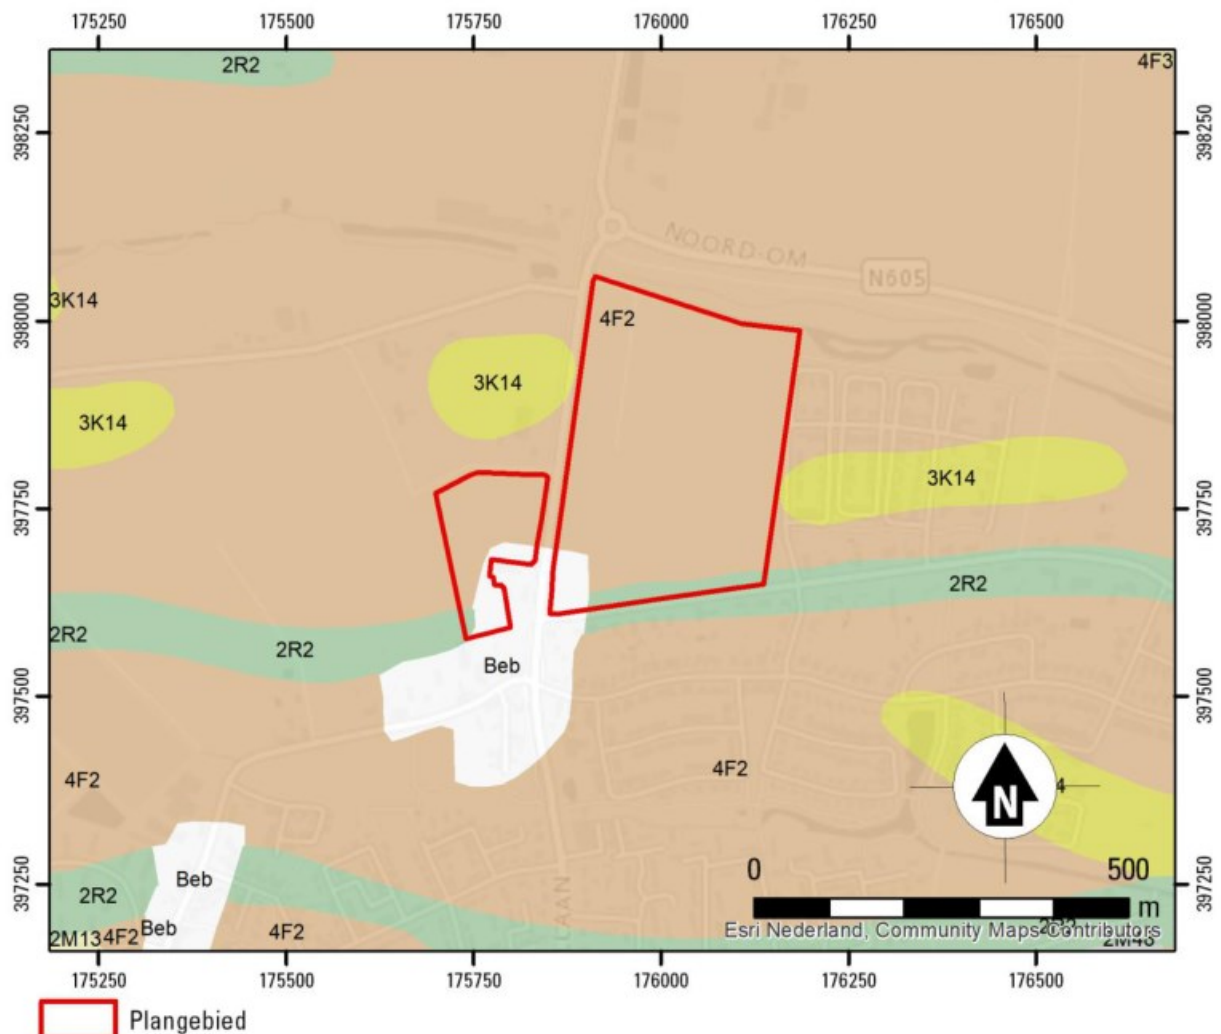 175250 175500 175750 176000 176250 176500
2R2
4F3
398250 398250
NOORD-OM
N605
3K14
398000 4F2 398000
3K14
3K14
3K14
397750 397750
2R2
2R2 2R2
Beb
397500 397500
4F2 4F2
4
N
0 500
Beb
397250 397250
2R2
m
LAAN
Beb
2M13 4F2 4F2
Esri Nederland, Community Maps Contributors
175250 175500 175750 176000 176250 176500
Plangebied